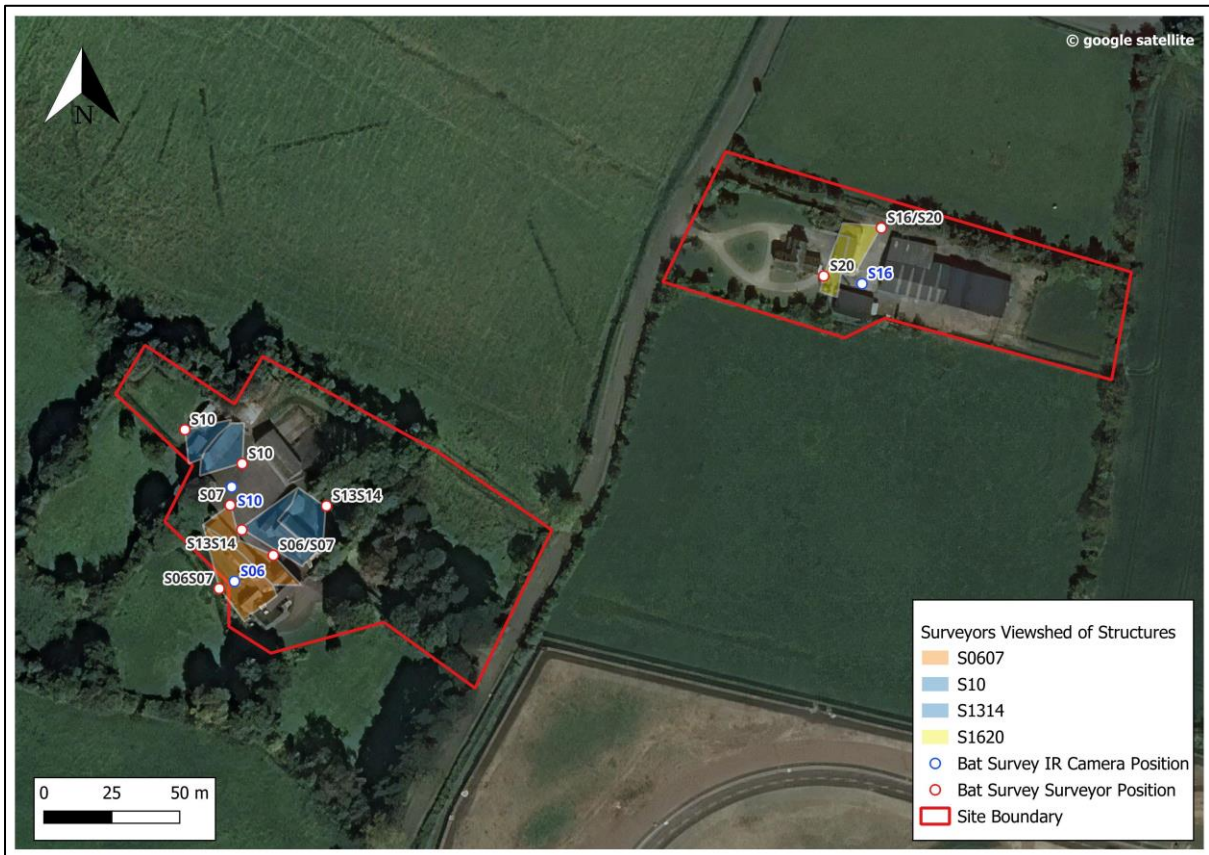 © google satellite
N
S16/S20
S20
S16
S10
S10
S07
S10
S13S14
S13S14
S06/S07
S06S07
S06
Surveyors Viewshed of Structures
S0607
S10
S1314
S1620
Bat Survey IR Camera Position
Bat Survey Surveyor Position
Site Boundary
0 25 50 m